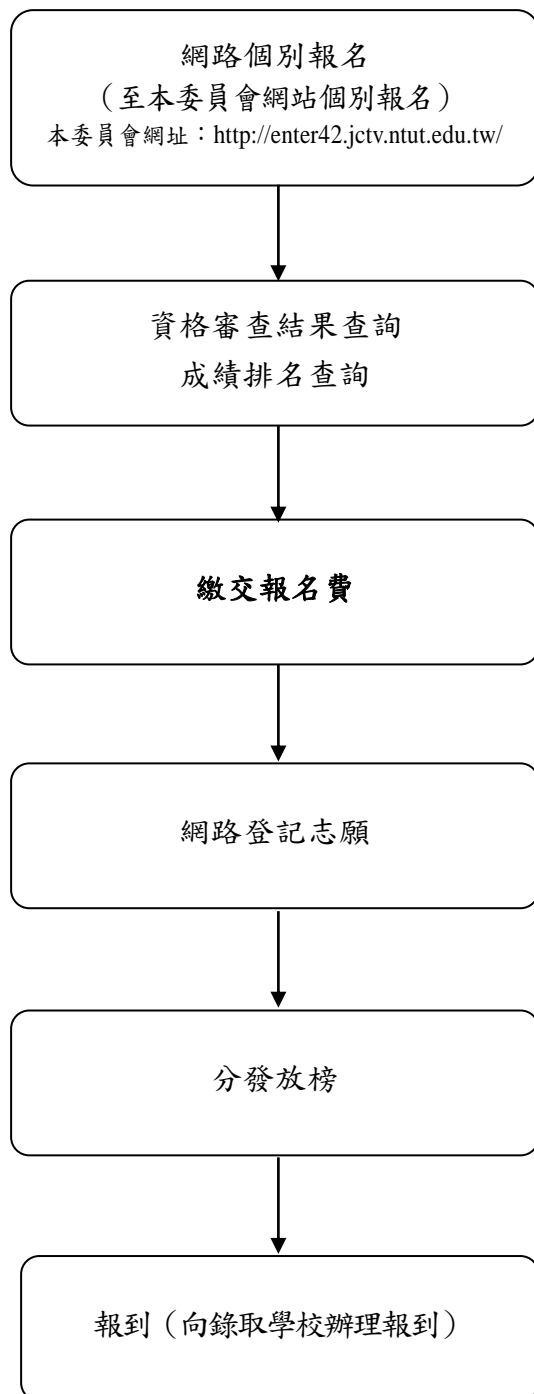 網路個別報名
（至本委員會網站個別報名）
本委員會網址：http://enter42.jctv.ntut.edu.tw/
資格審查結果查詢
成績排名查詢
繳交報名費
網路登記志願
分發放榜
報到（向錄取學校辦理報到）